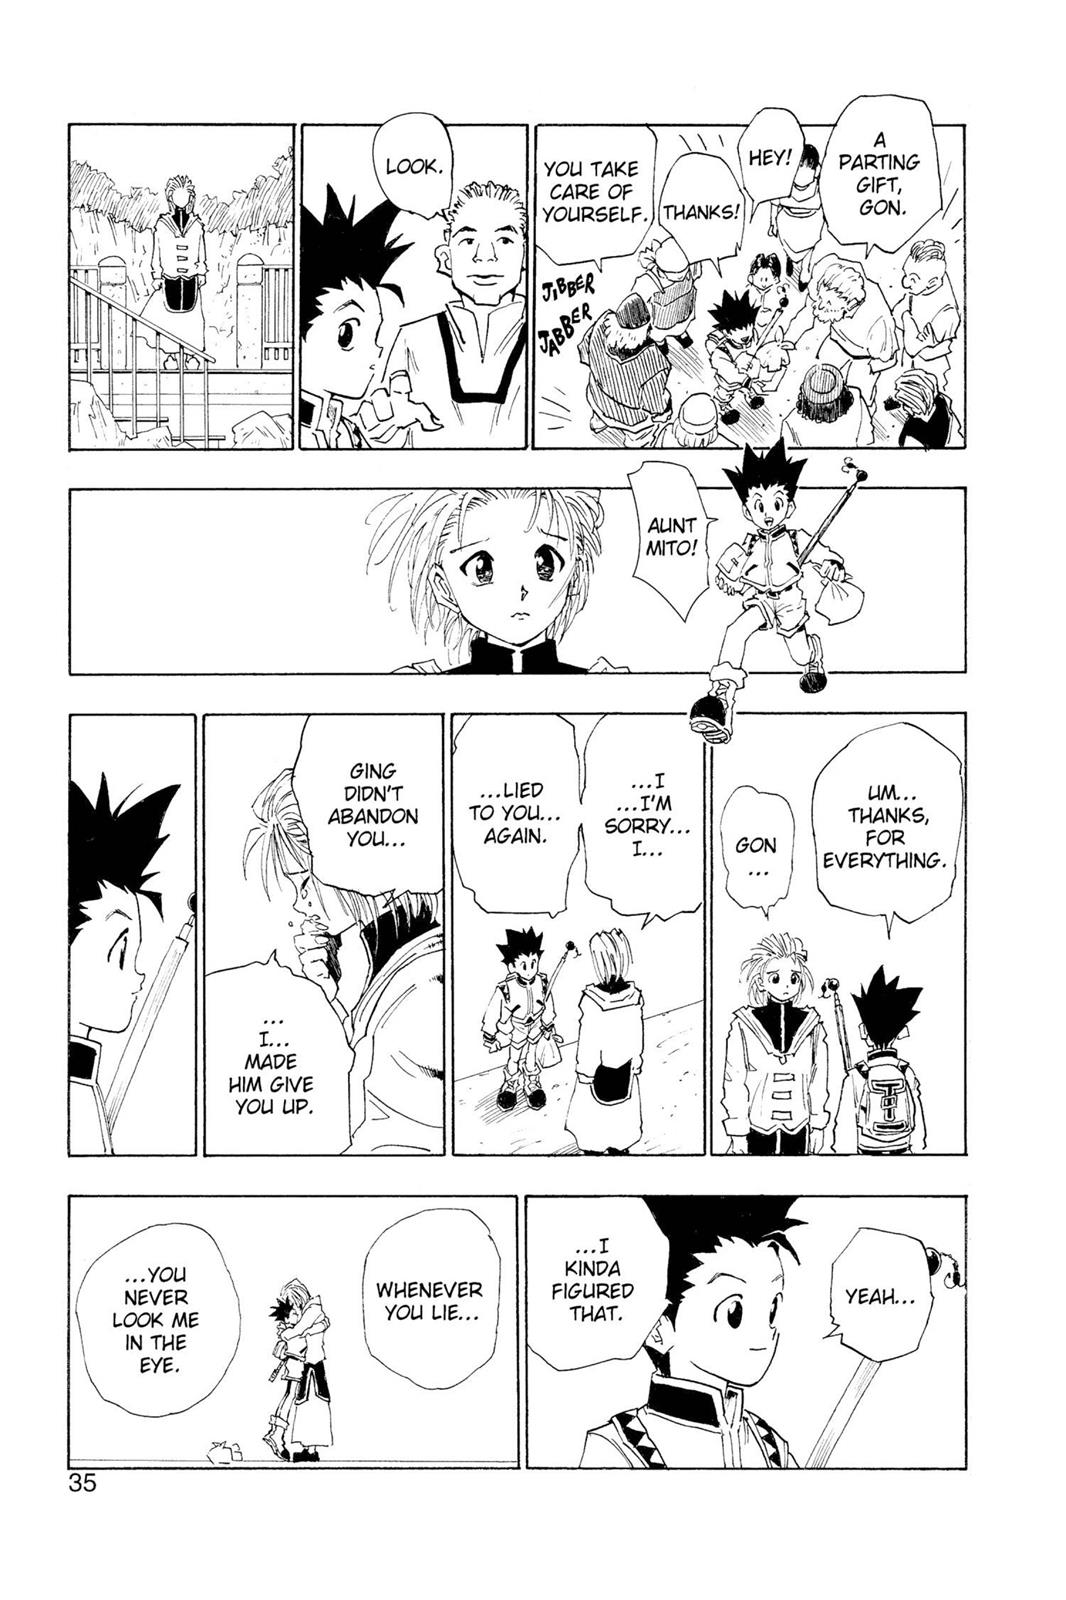 A
PARTING
GIFT,
GON.
HEY!
THANKS!
YOU TAKE
CARE OF
YOURSELF.
JIBBER
JABBER
LOOK.
AUNT
MITO!
UM...
THANKS,
FOR
EVERYTHING.
GON
...
...I
...I'M
SORRY...
I...
...LIED
TO YOU...
AGAIN.
GING
DIDN'T
ABANDON
YOU...
...
I...
MADE
HIM GIVE
YOU UP.
YEAH...
...I
KINDA
FIGURED
THAT.
WHENEVER
YOU LIE...
...YOU
NEVER
LOOK ME
IN THE
EYE.
35